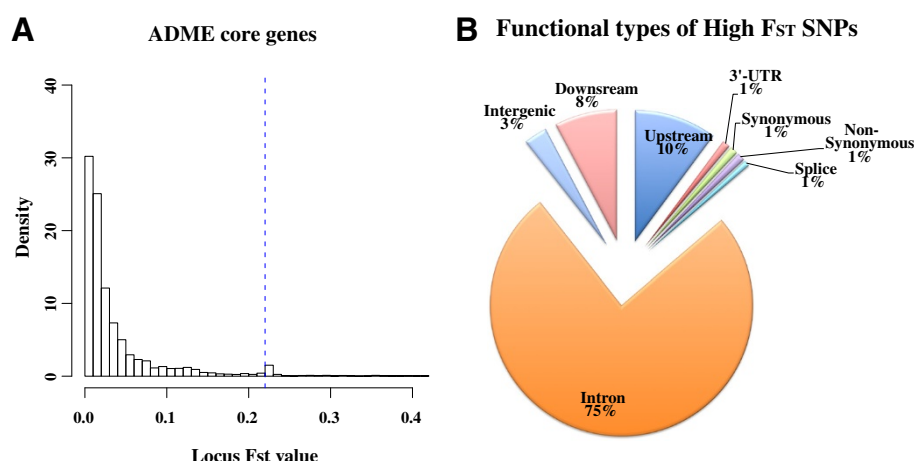 A
ADME core genes
40
30
20
10
0
Density
0.0 0.1 0.2 0.3 0.4
Locus Fst value
B
Functional types of High FST SNPs
Downsream
8%
Intergenic
3%
Upstream
10%
3'-UTR
1%
Synonymous
1%
Non-
Synonymous
1%
Splice
1%
Intron
75%